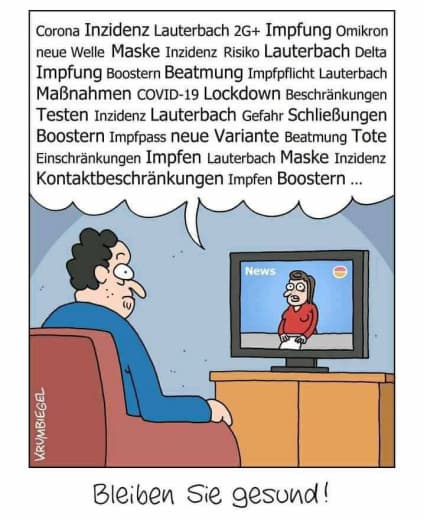 Corona Inzidenz Lauterbach 2G+ Impfung Omikron
neue Welle Maske Inzidenz Risiko Lauterbach Delta
Impfung Boostern Beatmung Impfpflicht Lauterbach
Maßnahmen COVID-19 Lockdown Beschränkungen
Testen Inzidenz Lauterbach Gefahr Schließungen
Boostern Impfpass neue Variante Beatmung Tote
Einschränkungen Impfen Lauterbach Maske Inzidenz
Kontaktbeschränkungen Impfen Boostern ...
News
V.KRUMBIEGEL
Bleiben Sie gesund!